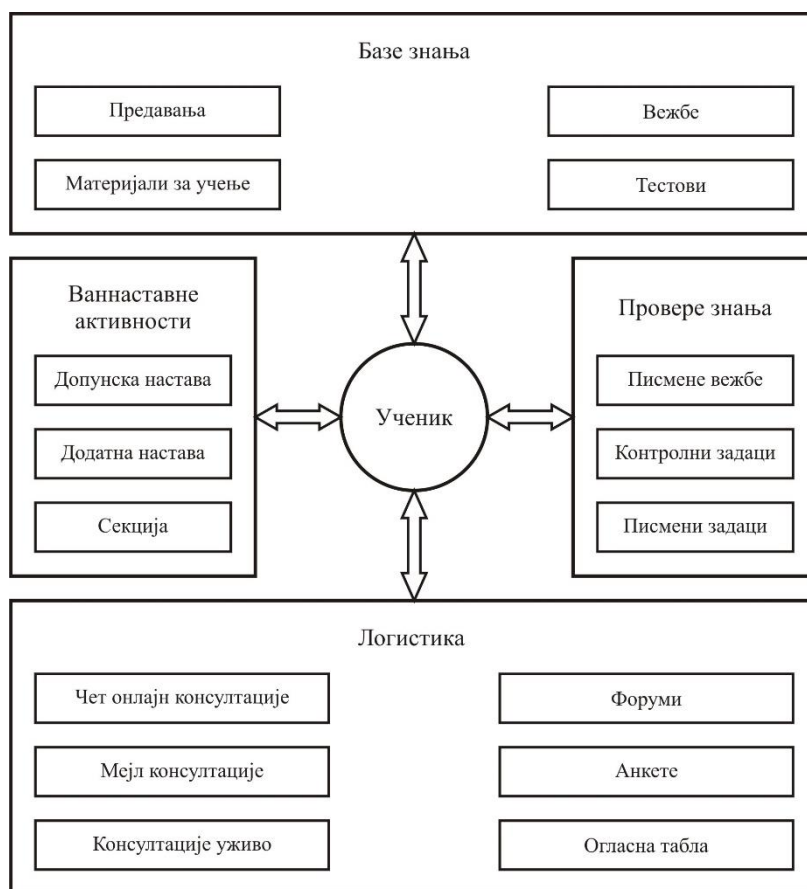 Базе знања
Предавања
Вежбе
Материјали за учење
Тестови
Ваннаставне
активности
Допунска настава
Додатна настава
Секција
Ученик
Провере знања
Писмене вежбе
Контролни задаци
Писмени задаци
Логистика
Чет онлајн консултације
Форуми
Мејл консултације
Анкете
Консултације уживо
Огласна табла